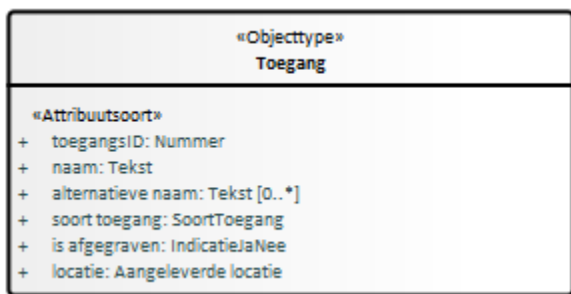 «Objecttype»
Toegang
«Attribuutsoort»
+ toegangsID: Nummer
+ naam: Tekst
+ alternatieve naam: Tekst [0..*]
+ soort toegang: SoortToegang
+ is afgegraven: IndicatieJaNee
+ locatie: Aangeleverde locatie